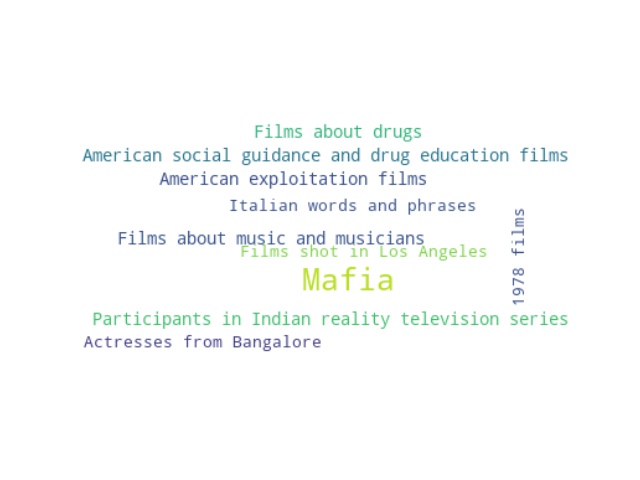 Films about drugs
American social guidance and drug education films
American exploitation films
Italian words and phrases
Films about music and musicians
Films shot in Los Angeles
1978 films
Mafia
Participants in Indian reality television series
Actresses from Bangalore